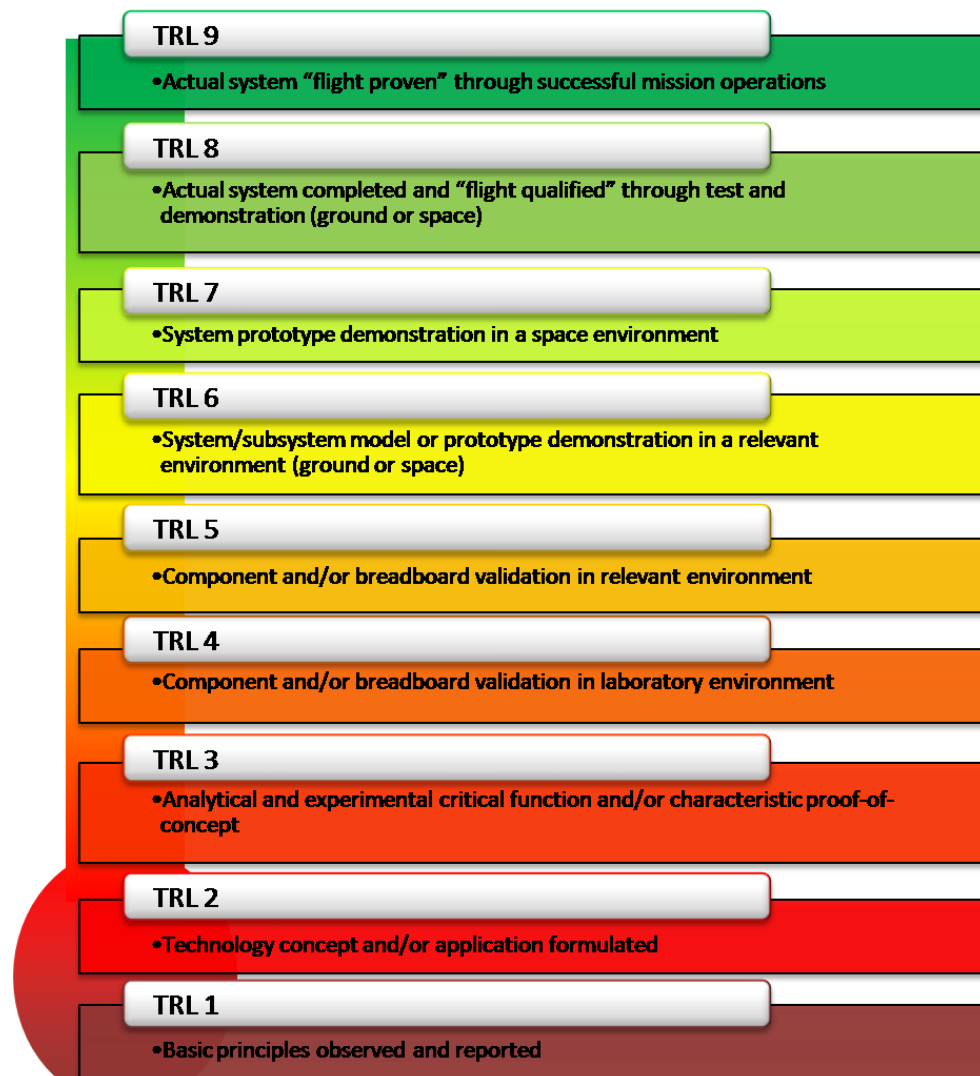 TRL 9
•Actual system “flight proven” through successful mission operations
TRL 8
•Actual system completed and “flight qualified” through test and
demonstration (ground or space)
TRL 7
•System prototype demonstration in a space environment
TRL 6
•System/subsystem model or prototype demonstration in a relevant
environment (ground or space)
TRL 5
•Component and/or breadboard validation in relevant environment
TRL 4
•Component and/or breadboard validation in laboratory environment
TRL 3
•Analytical and experimental critical function and/or characteristic proof-of-
concept
TRL 2
•Technology concept and/or application formulated
TRL 1
•Basic principles observed and reported